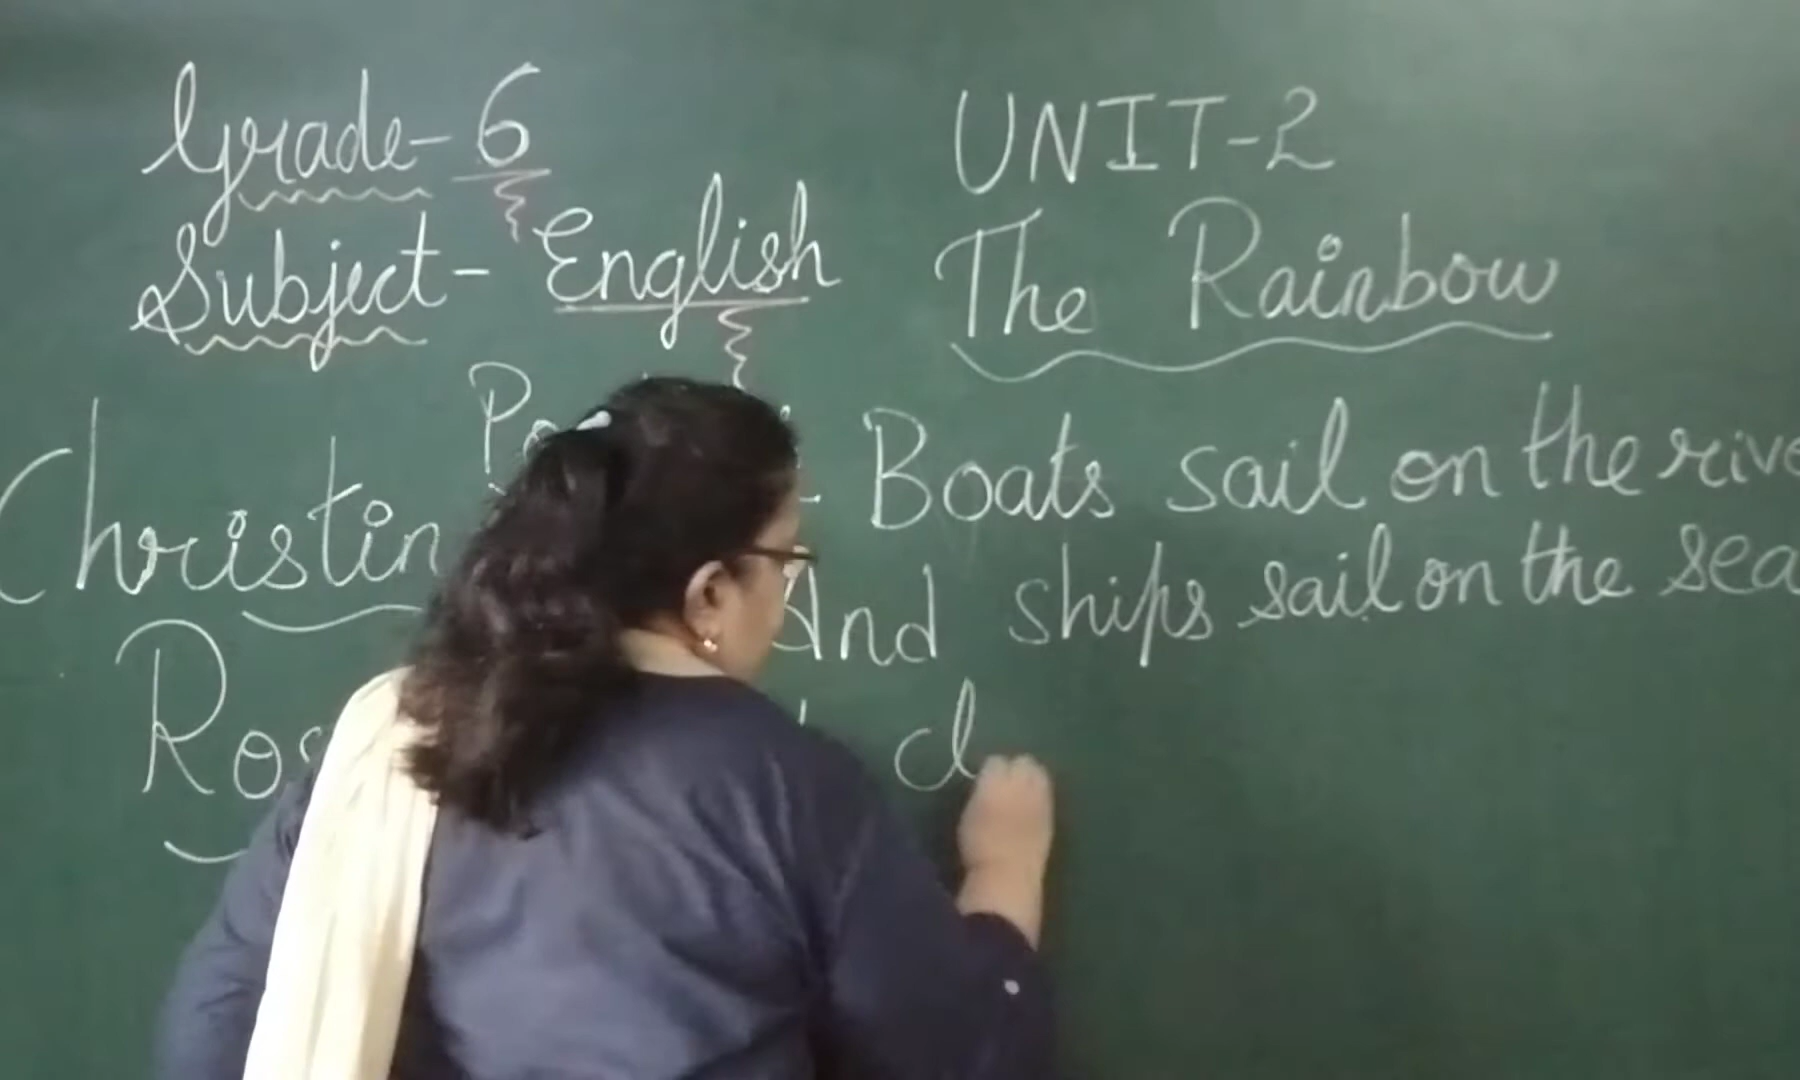 Grade-6
Subject- English
Christin
Ros
UNIT-2
The Rainbow
Boats sail on the rive
And ships sail on the sea